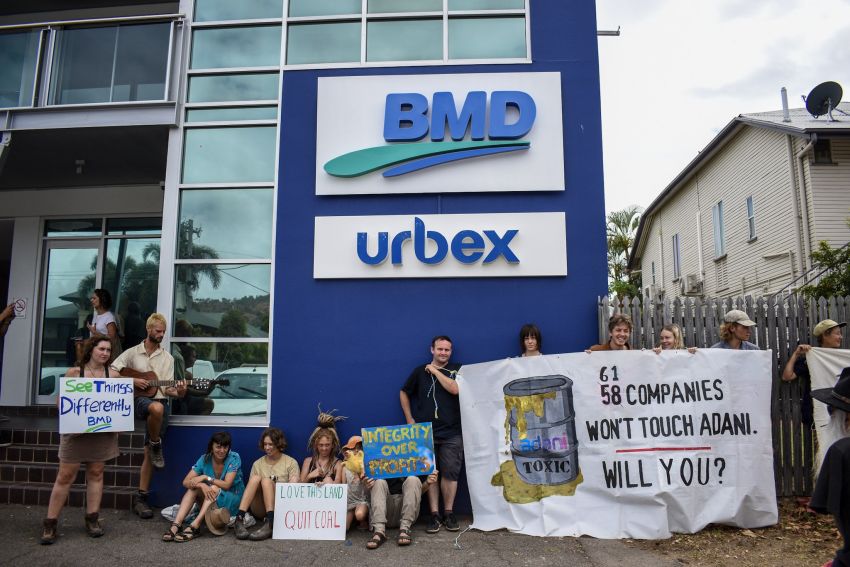 BMD
urbex
SEE THINGS
DIFFERENTLY
BMD
INTEGRITY
OVER
PROFITS
LOVE THIS LAND
QUIT COAL
adani
TOXIC
61
58 COMPANIES
WON'T TOUCH ADANI.
WILL YOU?